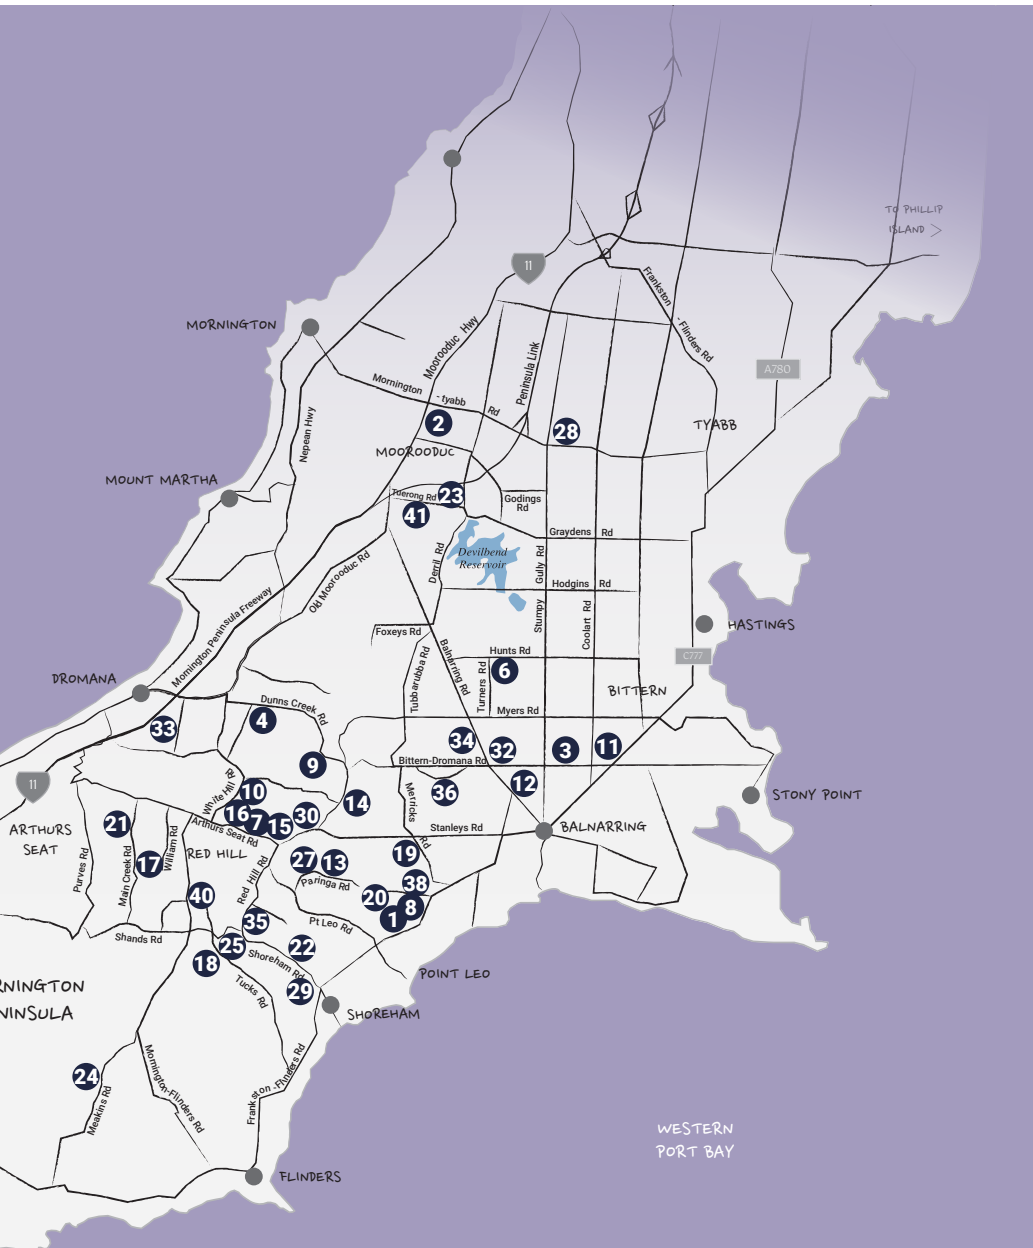 TO PHILLIP
ISLAND >
11
Frankston
- Flinders Rd
MORNINGTON
Moorooduc Hwy
Peninsula Link
A780
Mornington
- tyabb
Rd
Nepean Hwy
2
28
TYABB
MOOROODUC
MOUNT MARTHA
Tuerong Rd
23
Godings
Rd
41
Graydens Rd
Devilbend
Reservoir
Derril Rd
Gully Rd
Stumpy
Old Moorooduc Rd
Hodgins Rd
Coolart Rd
Mornington Peninsula Freeway
Foxeys Rd
HASTINGS
Hunts Rd
C777
Tubbarubba Rd
Balnarring Rd
Turners Rd
6
DROMANA
BITTERN
Dunns Creek Rd
Myers Rd
33
4
34
32
3
11
9
Bittern-Dromana Rd
11
White Hill Rd
10
36
12
14
Merricks
Rd
STONY POINT
16
7
15
30
ARTHURS
SEAT
21
Arthurs Seat Rd
Stanleys Rd
BALNARRING
William Rd
RED HILL
17
Purves Rd
Main Creek Rd
Red Hill Rd
27
13
19
Paringa Rd
38
40
20
8
1
35
Pt Leo Rd
Shands Rd
25
22
18
Shoreham Rd
POINT LEO
Tucks Rd
29
RNINGTON
NINSULA
SHOREHAM
24
Meakins Rd
Mornington-Flinders Rd
Frankston -Flinders Rd
WESTERN
PORT BAY
FLINDERS